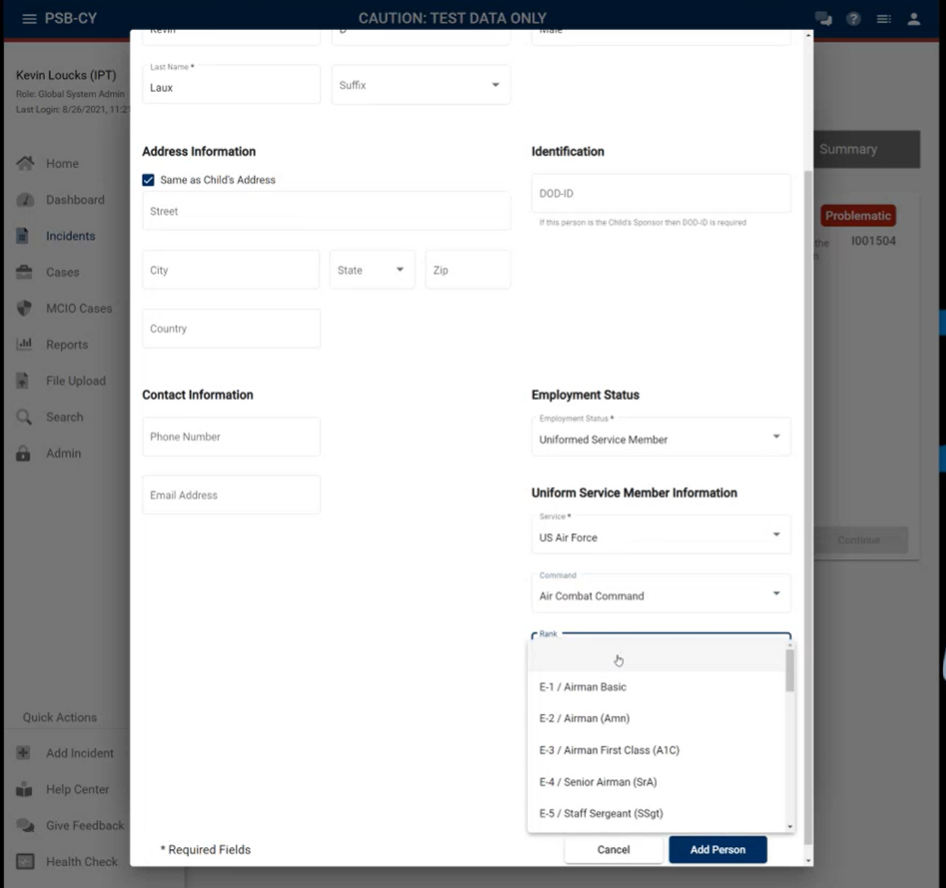 PSB-CY
CAUTION: TEST DATA ONLY
Kevin Loucks (IPT)
Role: Global System Admin
Last Login: 8/26/2021, 11:2
Home
Dashboard
Incidents
Cases
MCIO Cases
Reports
File Upload
Search
Admin
Quick Actions
Add Incident
Help Center
Give Feedback
Health Check
Kevin
D
Male
Last Name *
Laux
Suffix
Address Information
Same as Child's Address
Street
City
State
Zip
Country
Contact Information
Phone Number
Email Address
Identification
DOD-ID
If this person is the Child's Sponsor then DOD-ID is required
Employment Status
Employment Status *
Uniformed Service Member
Uniform Service Member Information
Service *
US Air Force
Command
Air Combat Command
Rank
E-1 / Airman Basic
E-2 / Airman (Amn)
E-3 / Airman First Class (A1C)
E-4 / Senior Airman (SrA)
E-5 / Staff Sergeant (SSgt)
* Required Fields
Cancel
Add Person
Summary
Problematic
the
I001504
Continue